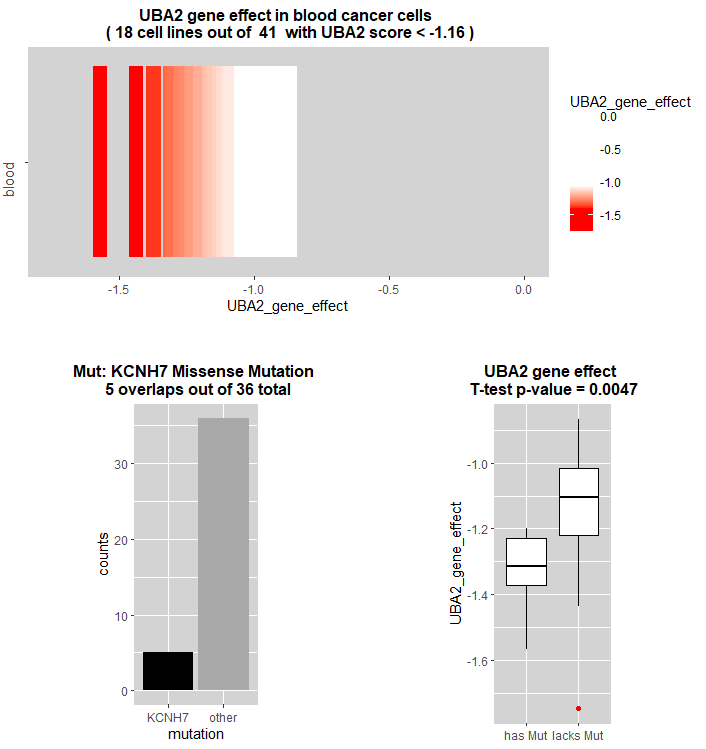 UBA2 gene effect in blood cancer cells
( 18 cell lines out of  41  with UBA2 score < -1.16 )
blood
-1.5
-1.0
-0.5
0.0
UBA2_gene_effect
UBA2_gene_effect
0.0
-0.5
-1.0
-1.5
Mut: KCNH7 Missense Mutation
5 overlaps out of 36 total
counts
30
20
10
0
KCNH7
other
mutation
UBA2 gene effect
T-test p-value = 0.0047
UBA2_gene_effect
-1.0
-1.2
-1.4
-1.6
has Mut
lacks Mut